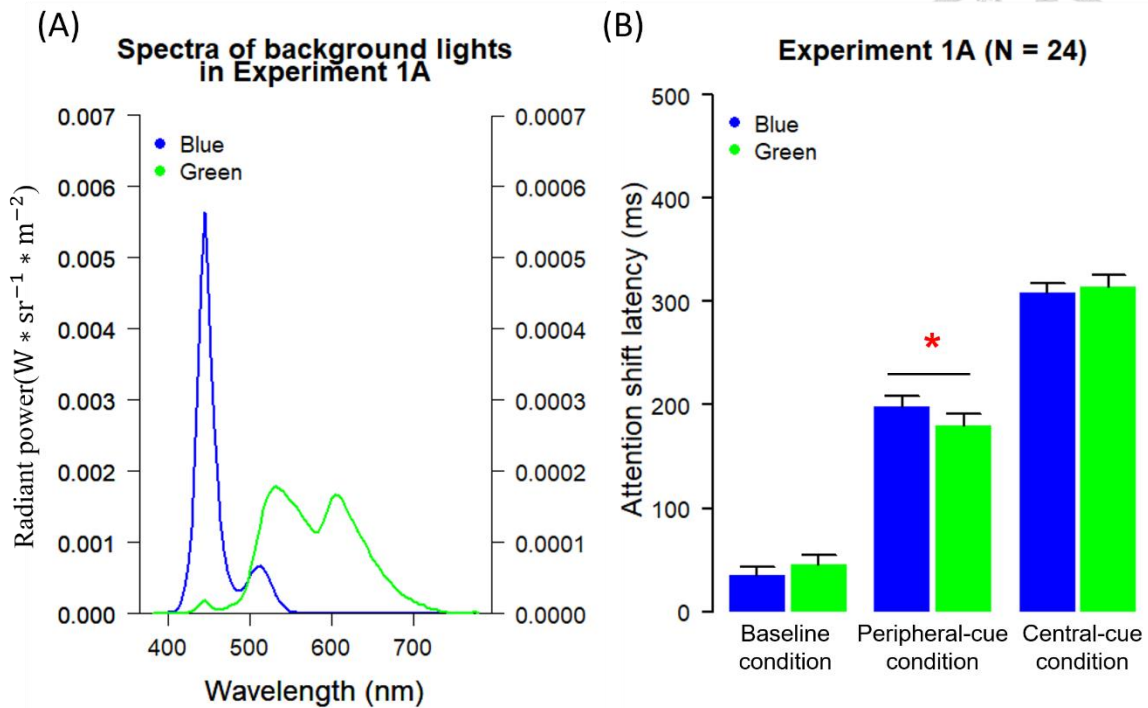 (A)
Spectra of background lights
in Experiment 1A
0.007
0.006
0.005
0.004
0.003
0.002
0.001
0.000
0.0007
0.0006
0.0005
0.0004
0.0003
0.0002
0.0001
0.0000
Blue
Green
Radiant power(W * sr⁻¹ * m⁻²)
400 500 600 700
Wavelength (nm)
(B)
Experiment 1A (N = 24)
500
400
300
200
100
0
Blue
Green
Attention shift latency (ms)
*
Baseline
condition
Peripheral-cue
condition
Central-cue
condition